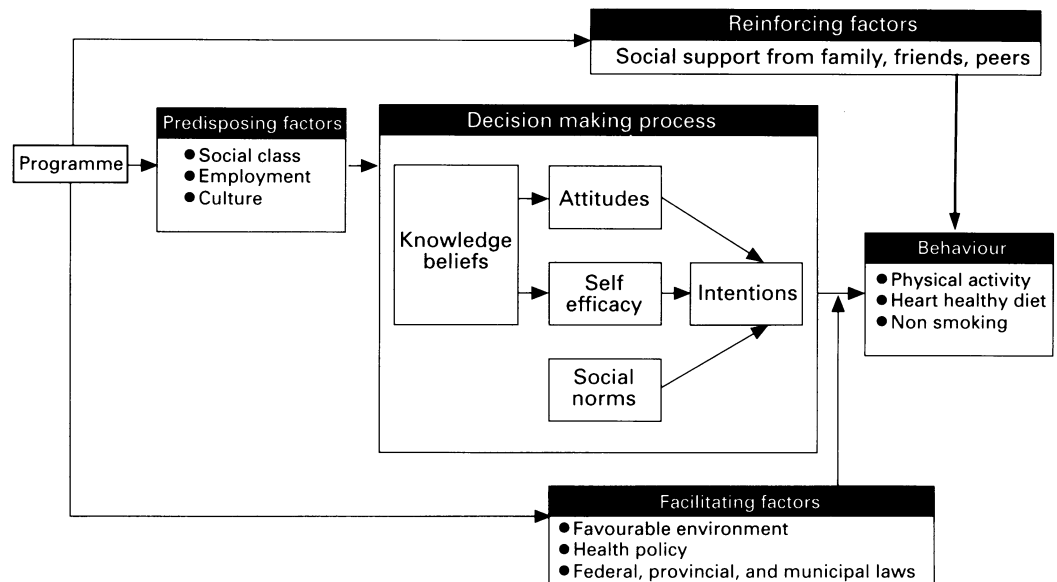 Reinforcing factors
Social support from family, friends, peers
Programme
Predisposing factors
● Social class
● Employment
● Culture
Decision making process
Knowledge
beliefs
Attitudes
Self
efficacy
Social
norms
Intentions
Behaviour
● Physical activity
● Heart healthy diet
● Non smoking
Facilitating factors
● Favourable environment
● Health policy
● Federal, provincial, and municipal laws